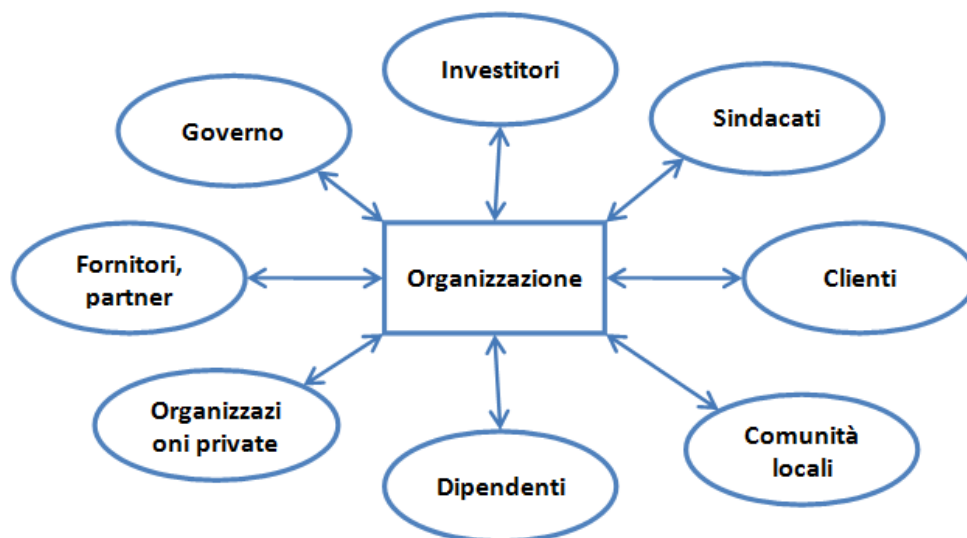 Investitori
Governo
Sindacati
Fornitori,
partner
Organizzazione
Clienti
Organizzazi
oni private
Dipendenti
Comunità
locali